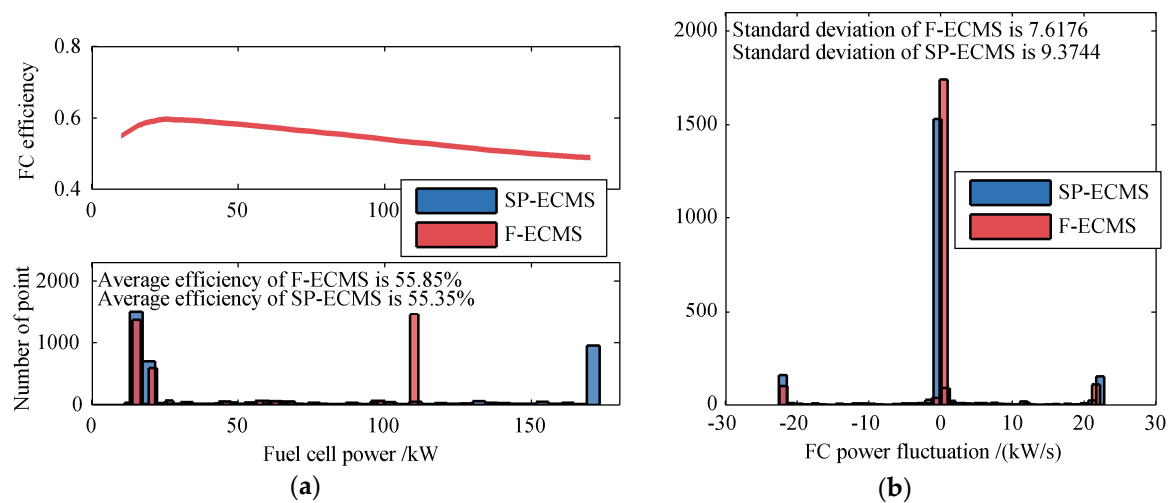 0.8
0.6
0.4
FC efficiency
0
50
100
SP-ECMS
F-ECMS
2000
1000
0
Number of point
Average efficiency of F-ECMS is 55.85%
Average efficiency of SP-ECMS is 55.35%
0
50
100
150
Fuel cell power /kW
(a)
2000
1500
1000
500
0
Standard deviation of F-ECMS is 7.6176
Standard deviation of SP-ECMS is 9.3744
SP-ECMS
F-ECMS
-30
-20
-10
0
10
20
30
FC power fluctuation /(kW/s)
(b)